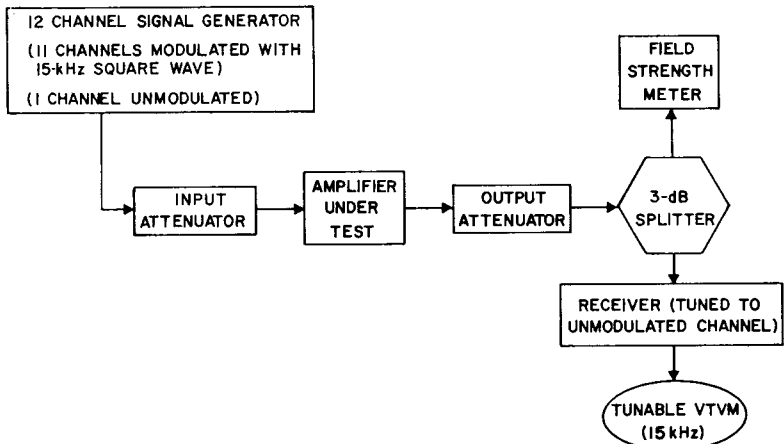 12 CHANNEL SIGNAL GENERATOR
(11 CHANNELS MODULATED WITH
15-kHz SQUARE WAVE)
(1 CHANNEL UNMODULATED)
FIELD
STRENGTH
METER
INPUT
ATTENUATOR
AMPLIFIER
UNDER
TEST
OUTPUT
ATTENUATOR
3-dB
SPLITTER
RECEIVER (TUNED TO
UNMODULATED CHANNEL)
TUNABLE VTVM
(15 kHz)